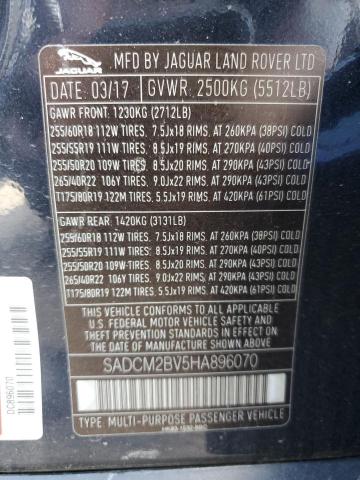 JAGUAR
MFD BY JAGUAR LAND ROVER LTD
DATE: 03/17 GVWR: 2500KG (5512LB)
GAWR FRONT: 1230KG (2712LB)
255/60R18 112W TIRES, 7.5Jx18 RIMS, AT 260KPA (38PSI) COLD
255/55R19 111W TIRES, 8.5Jx19 RIMS, AT 270KPA (40PSI) COLD
255/50R20 109W TIRES, 8.5Jx20 RIMS, AT 290KPA (43PSI) COLD
265/40R22 106Y TIRES, 9.0Jx22 RIMS, AT 290KPA (43PSI) COLD
T175/80R19 122M TIRES, 5.5Jx19 RIMS, AT 420KPA (61PSI) COLD
GAWR REAR: 1420KG (3131LB)
255/60R18 112W TIRES, 7.5Jx18 RIMS, AT 260KPA (38PSI) COLD
255/55R19 111W TIRES, 8.5Jx19 RIMS, AT 270KPA (40PSI) COLD
255/50R20 109W TIRES, 8.5Jx20 RIMS, AT 290KPA (43PSI) COLD
265/40R22 106Y TIRES, 9.0Jx22 RIMS, AT 290KPA (43PSI) COLD
T175/80R19 122M TIRES, 5.5Jx19 RIMS, AT 420KPA (61PSI) COLD
THIS VEHICLE CONFORMS TO ALL APPLICABLE
FEDERAL MOTOR VEHICLE SAFETY, BUMPER,
AND THEFT PREVENTION STANDARDS IN EFFECT ON
THE DATE OF MANUFACTURE SHOWN ABOVE.
SADCM2BV5HA896070
TYPE: MULTI-PURPOSE PASSENGER VEHICLE
DC896070